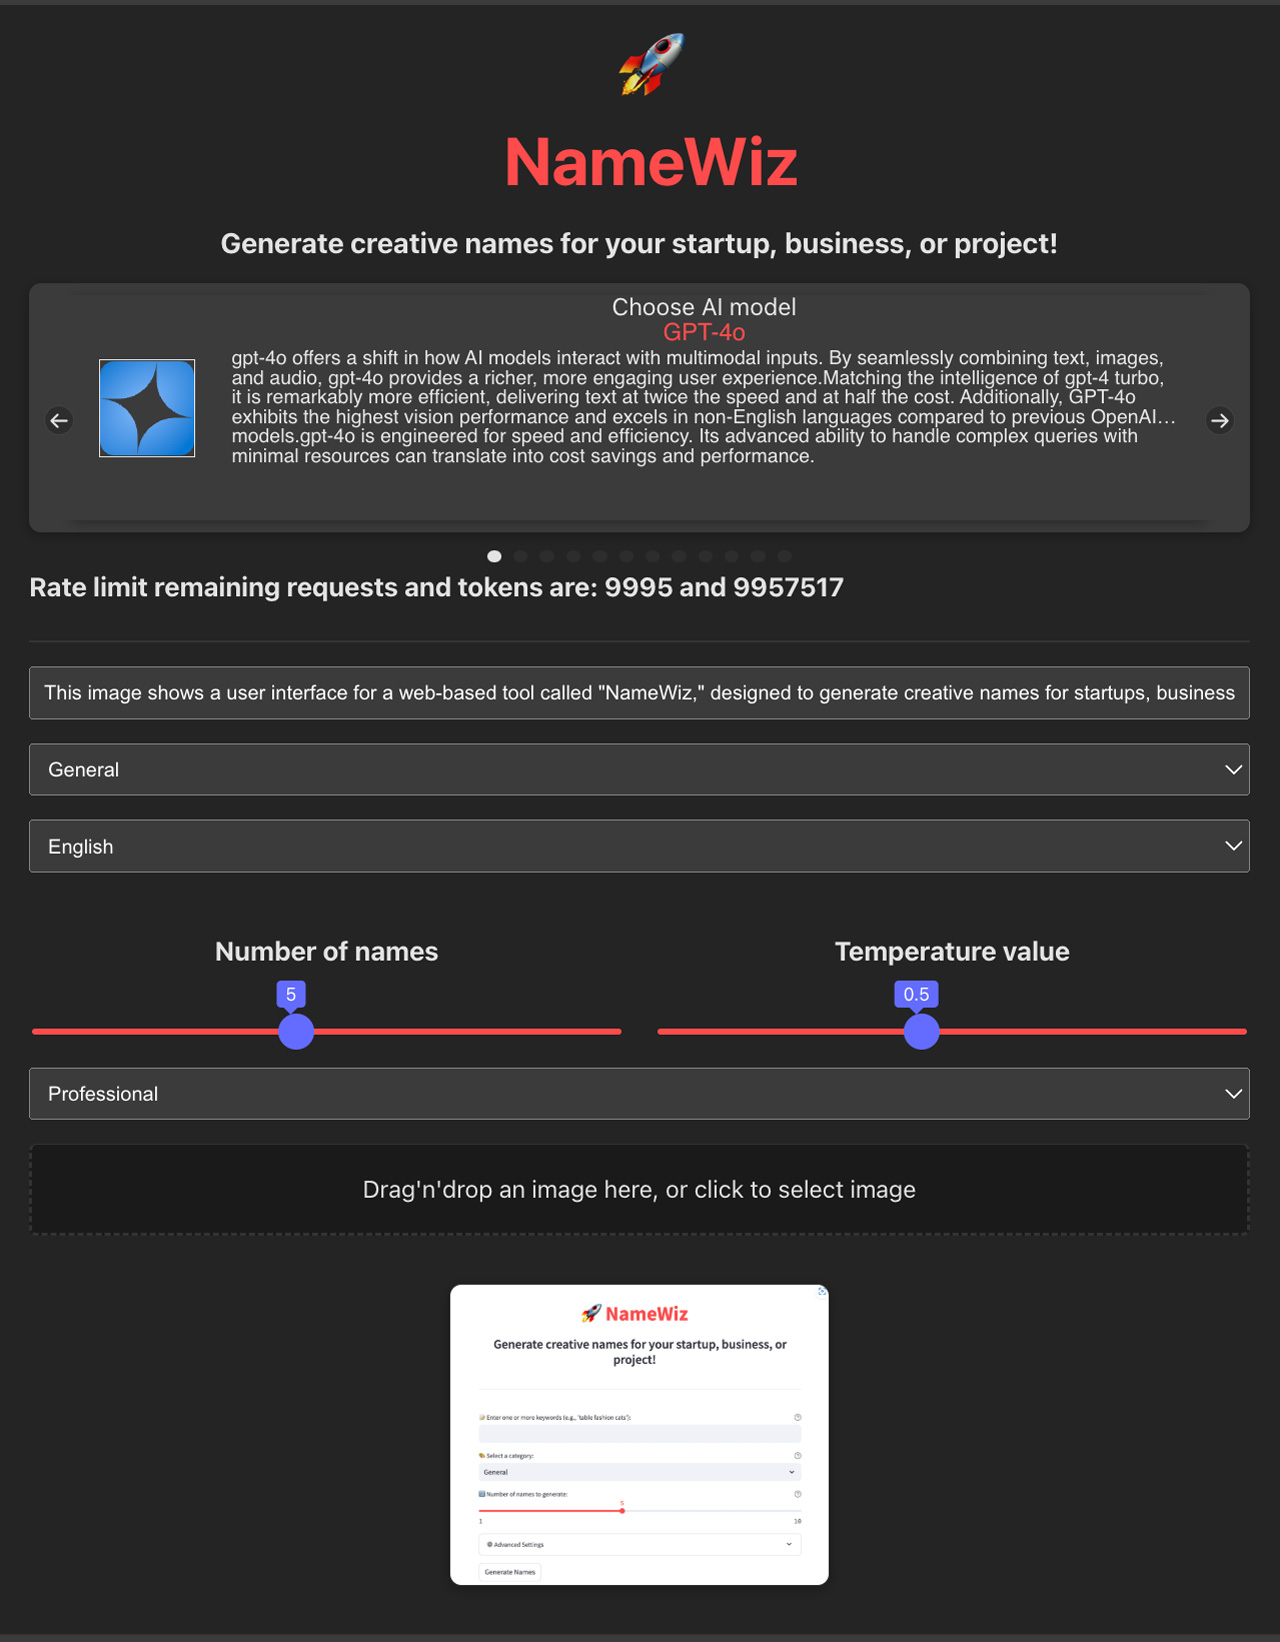 NameWiz
Generate creative names for your startup, business, or project!
Choose AI model
GPT-4o
gpt-4o offers a shift in how AI models interact with multimodal inputs. By seamlessly combining text, images,
and audio, gpt-4o provides a richer, more engaging user experience.Matching the intelligence of gpt-4 turbo,
it is remarkably more efficient, delivering text at twice the speed and at half the cost. Additionally, GPT-4o
exhibits the highest vision performance and excels in non-English languages compared to previous OpenAI…
models.gpt-4o is engineered for speed and efficiency. Its advanced ability to handle complex queries with
minimal resources can translate into cost savings and performance.
Rate limit remaining requests and tokens are: 9995 and 9957517
This image shows a user interface for a web-based tool called "NameWiz," designed to generate creative names for startups, business
General
English
Number of names
Temperature value
5
0.5
Professional
Drag'n'drop an image here, or click to select image
NameWiz
Generate creative names for your startup, business, or
project!
Enter one or more keywords (e.g., 'table fashion cats'):
Select a category:
General
Number of names to generate:
5
1
10
Advanced Settings
Generate Names